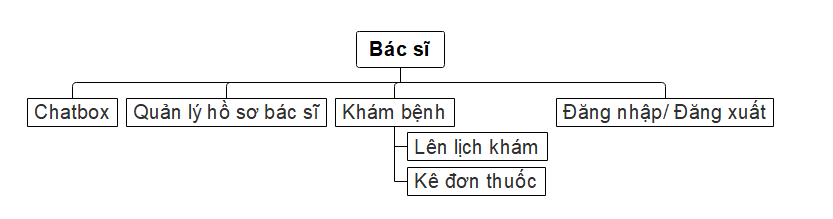 Bác sĩ
Chatbox
Quản lý hồ sơ bác sĩ
Khám bệnh
Đăng nhập/ Đăng xuất
Lên lịch khám
Kê đơn thuốc